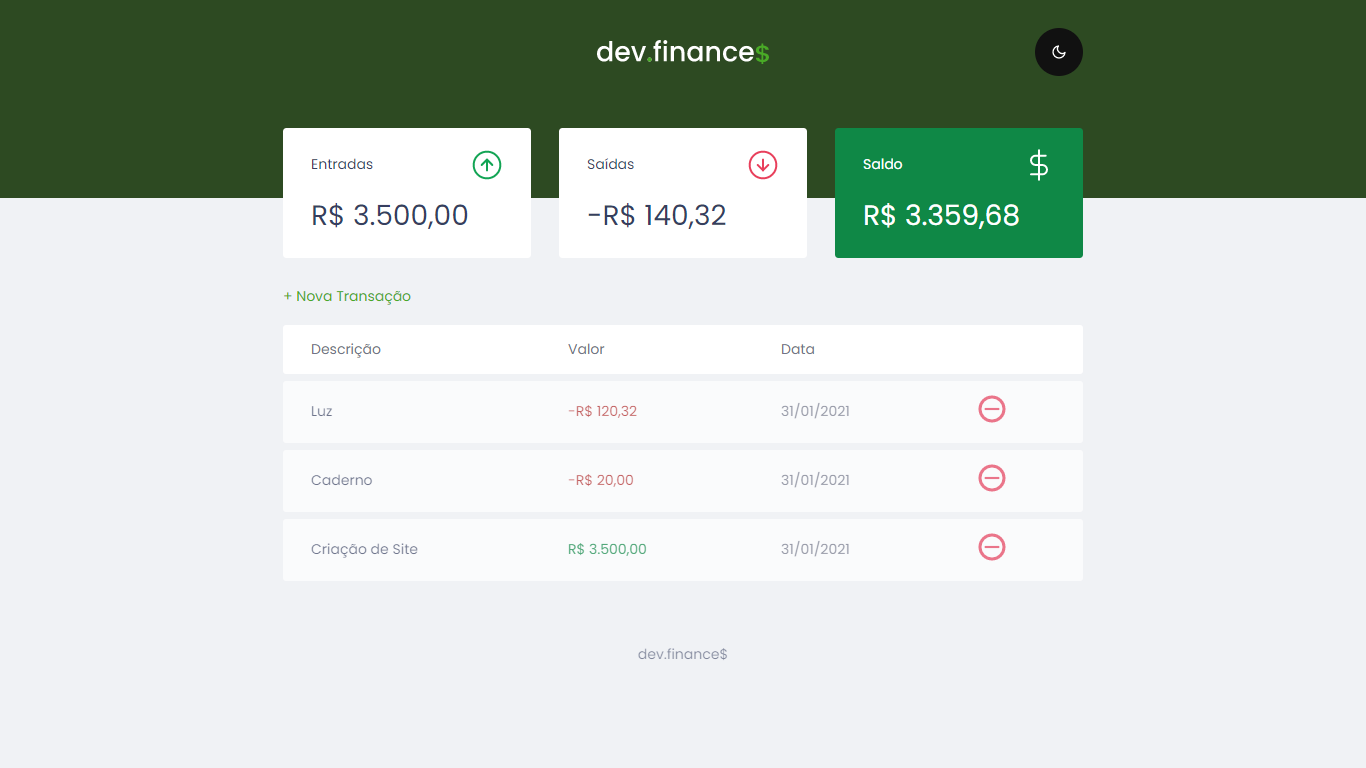 dev.finance$
Entradas
R$ 3.500,00
Saídas
-R$ 140,32
Saldo
R$ 3.359,68
+ Nova Transação
Descrição Valor Data
Luz -R$ 120,32 31/01/2021
Caderno -R$ 20,00 31/01/2021
Criação de Site R$ 3.500,00 31/01/2021
dev.finance$